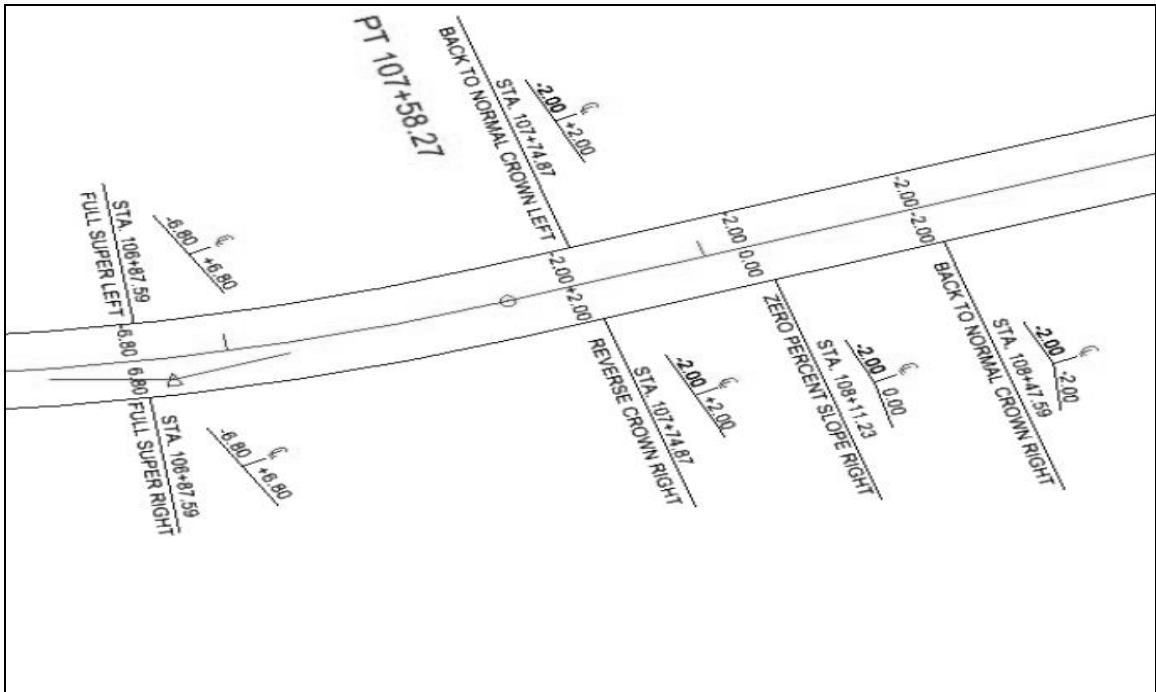 PT 107+58.27
BACK TO NORMAL CROWN LEFT
STA. 107+74.87
-2.00 +2.00
℄
STA. 106+87.59
FULL SUPER LEFT
-6.80 +6.80
℄
-6.80 6.80
STA. 106+87.59
FULL SUPER RIGHT
-6.80 +6.80
℄
-2.00 +2.00
REVERSE CROWN RIGHT
STA. 107+74.87
-2.00 +2.00
℄
-2.00 0.00
ZERO PERCENT SLOPE RIGHT
STA. 108+11.23
-2.00 0.00
℄
-2.00 -2.00
BACK TO NORMAL CROWN RIGHT
STA. 108+47.59
-2.00 -2.00
℄